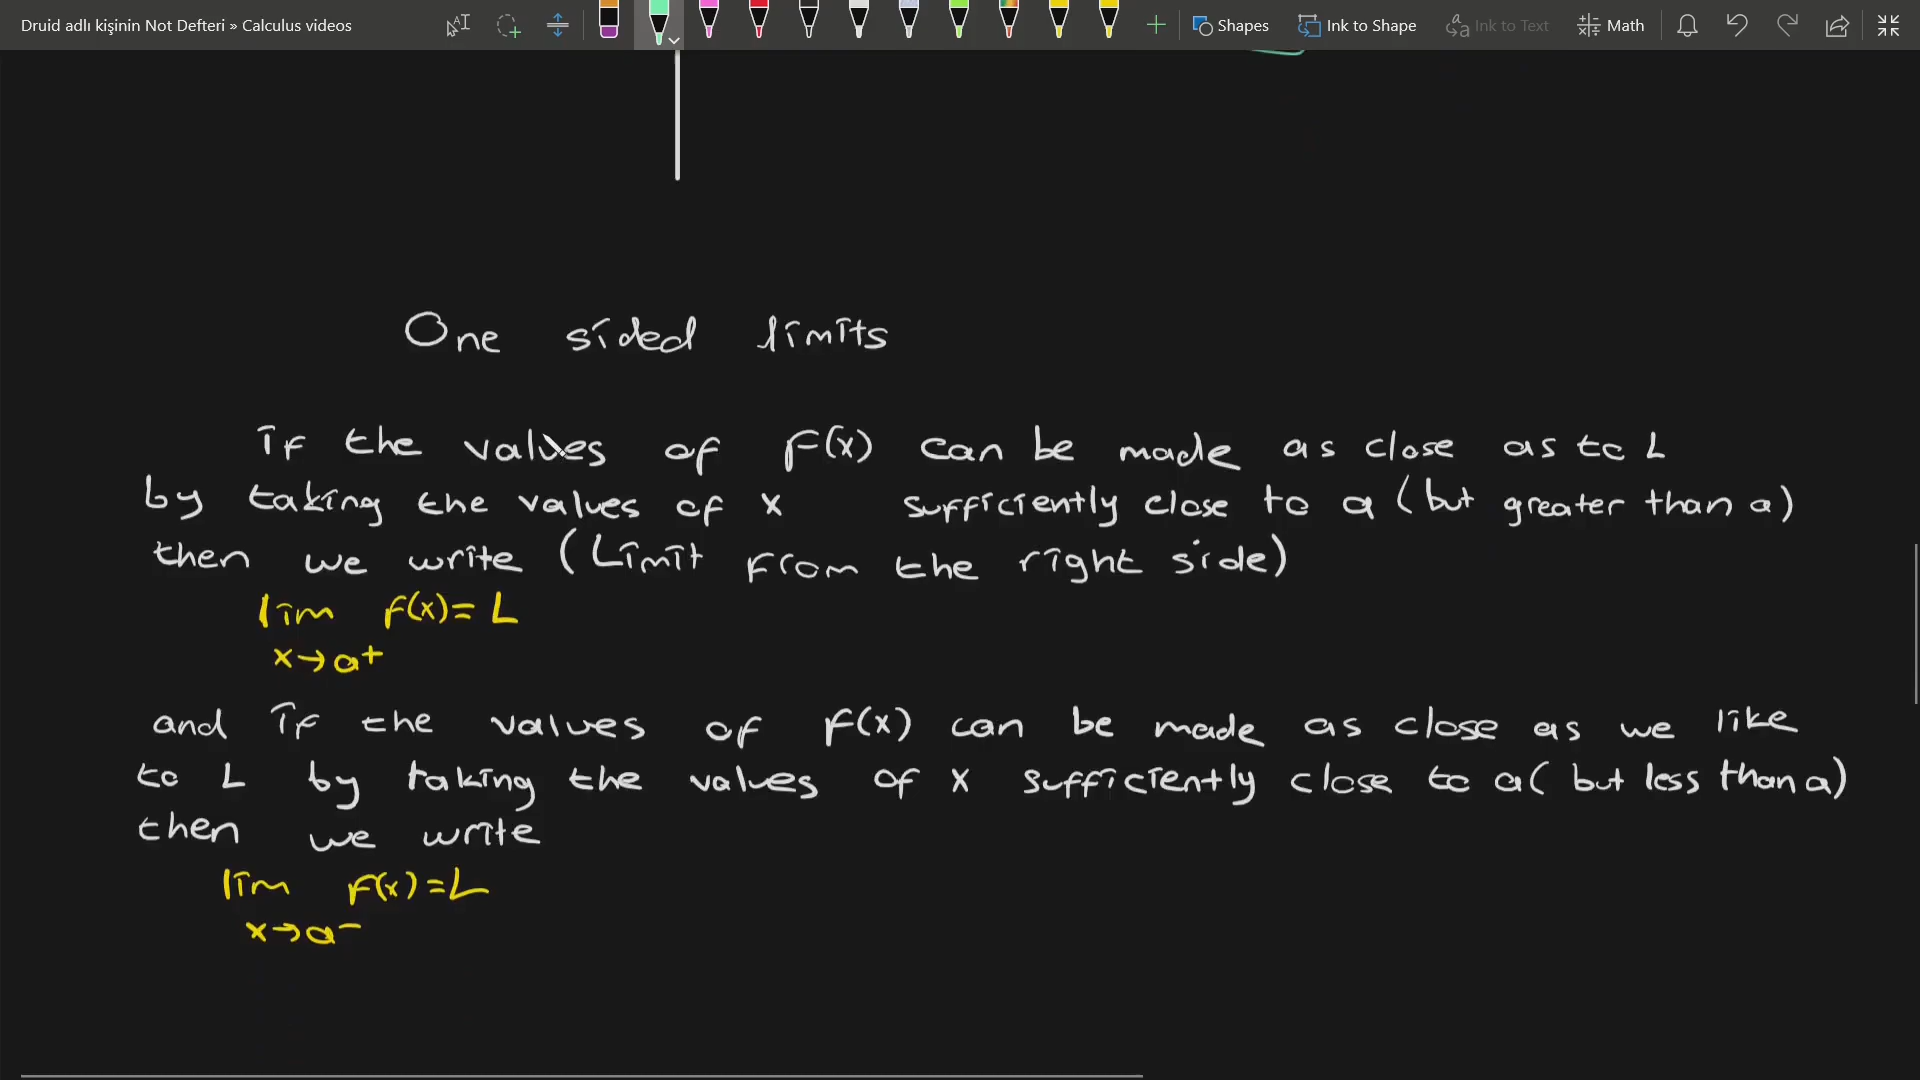 Druid adlı kişinin Not Defteri » Calculus videos
Shapes
Ink to Shape
Ink to Text
Math
One sided limits
if the values of f(x) can be made as close as to L
by taking the values of x sufficiently close to a (but greater than a)
then we write (Limit from the right side)
lim f(x) = L
x→a+
and if the values of f(x) can be made as close as we like
to L by taking the values of x sufficiently close to a (but less than a)
then we write
lim f(x) = L
x→a-